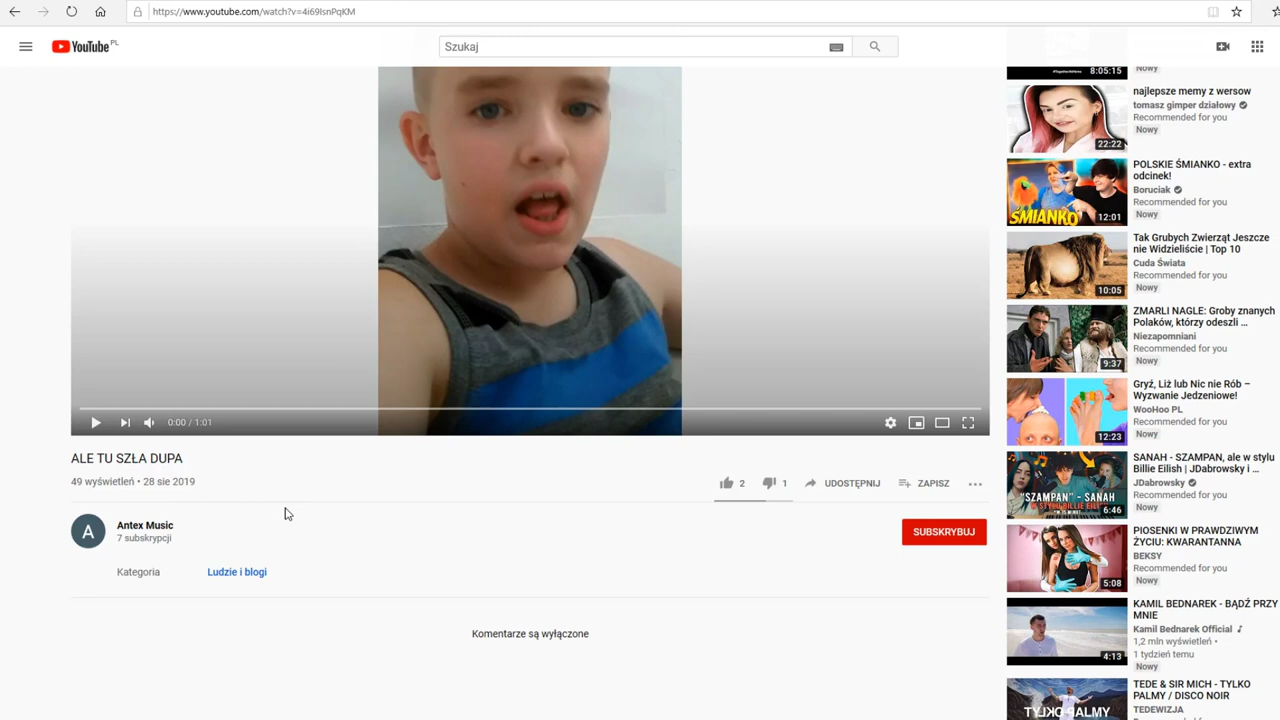 https://www.youtube.com/watch?v=4i69IsnPqKM
YouTube PL
Szukaj
8:05:15
Nowy
najlepsze memy z wersow
tomasz gimper działowy
Recommended for you
Nowy
22:22
POLSKIE ŚMIANKO - extra
odcinek!
Boruciak
Recommended for you
Nowy
ŚMIANKO
12:01
Tak Grubych Zwierząt Jeszcze
nie Widzieliście | Top 10
Cuda Świata
Recommended for you
Nowy
10:05
ZMARLI NAGLE: Groby znanych
Polaków, którzy odeszli ...
Niezapomniani
Recommended for you
Nowy
9:37
Gryź, Liż lub Nic nie Rób –
Wyzwanie Jedzeniowe!
WooHoo PL
Recommended for you
Nowy
12:23
SANAH - SZAMPAN, ale w stylu
Billie Eilish | JDabrowsky i ...
JDabrowsky
Recommended for you
Nowy
"SZAMPAN" - SANAH
6:46
PIOSENKI W PRAWDZIWYM
ŻYCIU: KWARANTANNA
BEKSY
Recommended for you
Nowy
5:08
KAMIL BEDNAREK - BĄDŹ PRZY
MNIE
Kamil Bednarek Official
1,2 mln wyświetleń •
1 tydzień temu
Nowy
4:13
TEDE & SIR MICH - TYLKO
PALMY / DISCO NOIR
TEDEWIZJA
TYLKO PALMY
0:00 / 1:01
ALE TU SZŁA DUPA
49 wyświetleń • 28 sie 2019
2
1
UDOSTĘPNIJ
ZAPISZ
A
Antex Music
7 subskrypcji
SUBSKRYBUJ
Kategoria
Ludzie i blogi
Komentarze są wyłączone